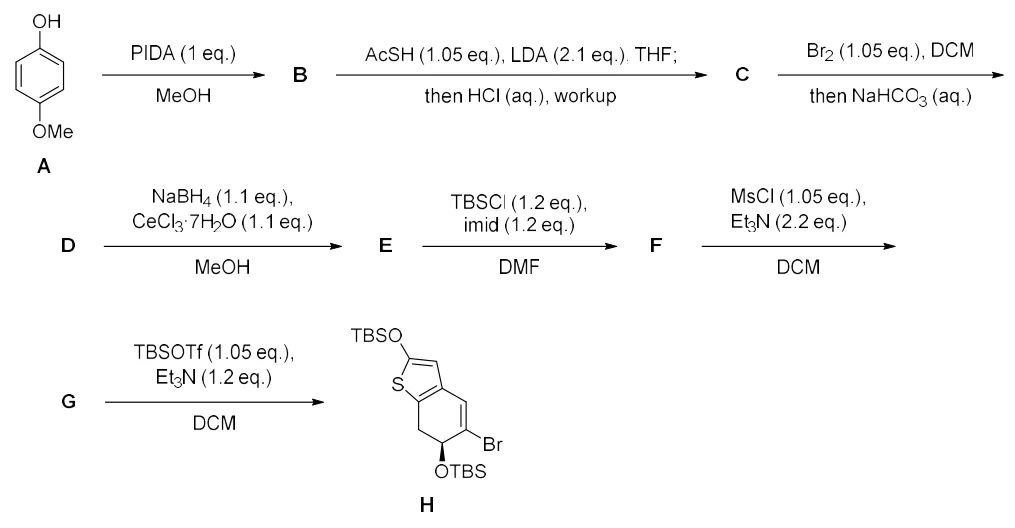 OH
OMe
A
PIDA (1 eq.)
MeOH
B
AcSH (1.05 eq.), LDA (2.1 eq.), THF;
then HCl (aq.), workup
C
Br₂ (1.05 eq.), DCM
then NaHCO₃ (aq.)
D
NaBH₄ (1.1 eq.),
CeCl₃·7H₂O (1.1 eq.)
MeOH
E
TBSCl (1.2 eq.),
imid (1.2 eq.)
DMF
F
MsCl (1.05 eq.),
Et₃N (2.2 eq.)
DCM
G
TBSOTf (1.05 eq.),
Et₃N (1.2 eq.)
DCM
TBSO
S
Br
OTBS
H